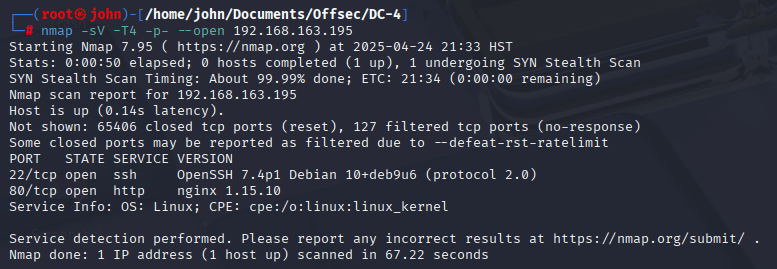 ┌──(root㉿john)-[/home/john/Documents/Offsec/DC-4]
└─# nmap -sV -T4 -p- --open 192.168.163.195
Starting Nmap 7.95 ( https://nmap.org ) at 2025-04-24 21:33 HST
Stats: 0:00:50 elapsed; 0 hosts completed (1 up), 1 undergoing SYN Stealth Scan
SYN Stealth Scan Timing: About 99.99% done; ETC: 21:34 (0:00:00 remaining)
Nmap scan report for 192.168.163.195
Host is up (0.14s latency).
Not shown: 65406 closed tcp ports (reset), 127 filtered tcp ports (no-response)
Some closed ports may be reported as filtered due to --defeat-rst-ratelimit
PORT   STATE SERVICE VERSION
22/tcp open  ssh     OpenSSH 7.4p1 Debian 10+deb9u6 (protocol 2.0)
80/tcp open  http    nginx 1.15.10
Service Info: OS: Linux; CPE: cpe:/o:linux:linux_kernel

Service detection performed. Please report any incorrect results at https://nmap.org/submit/ .
Nmap done: 1 IP address (1 host up) scanned in 67.22 seconds